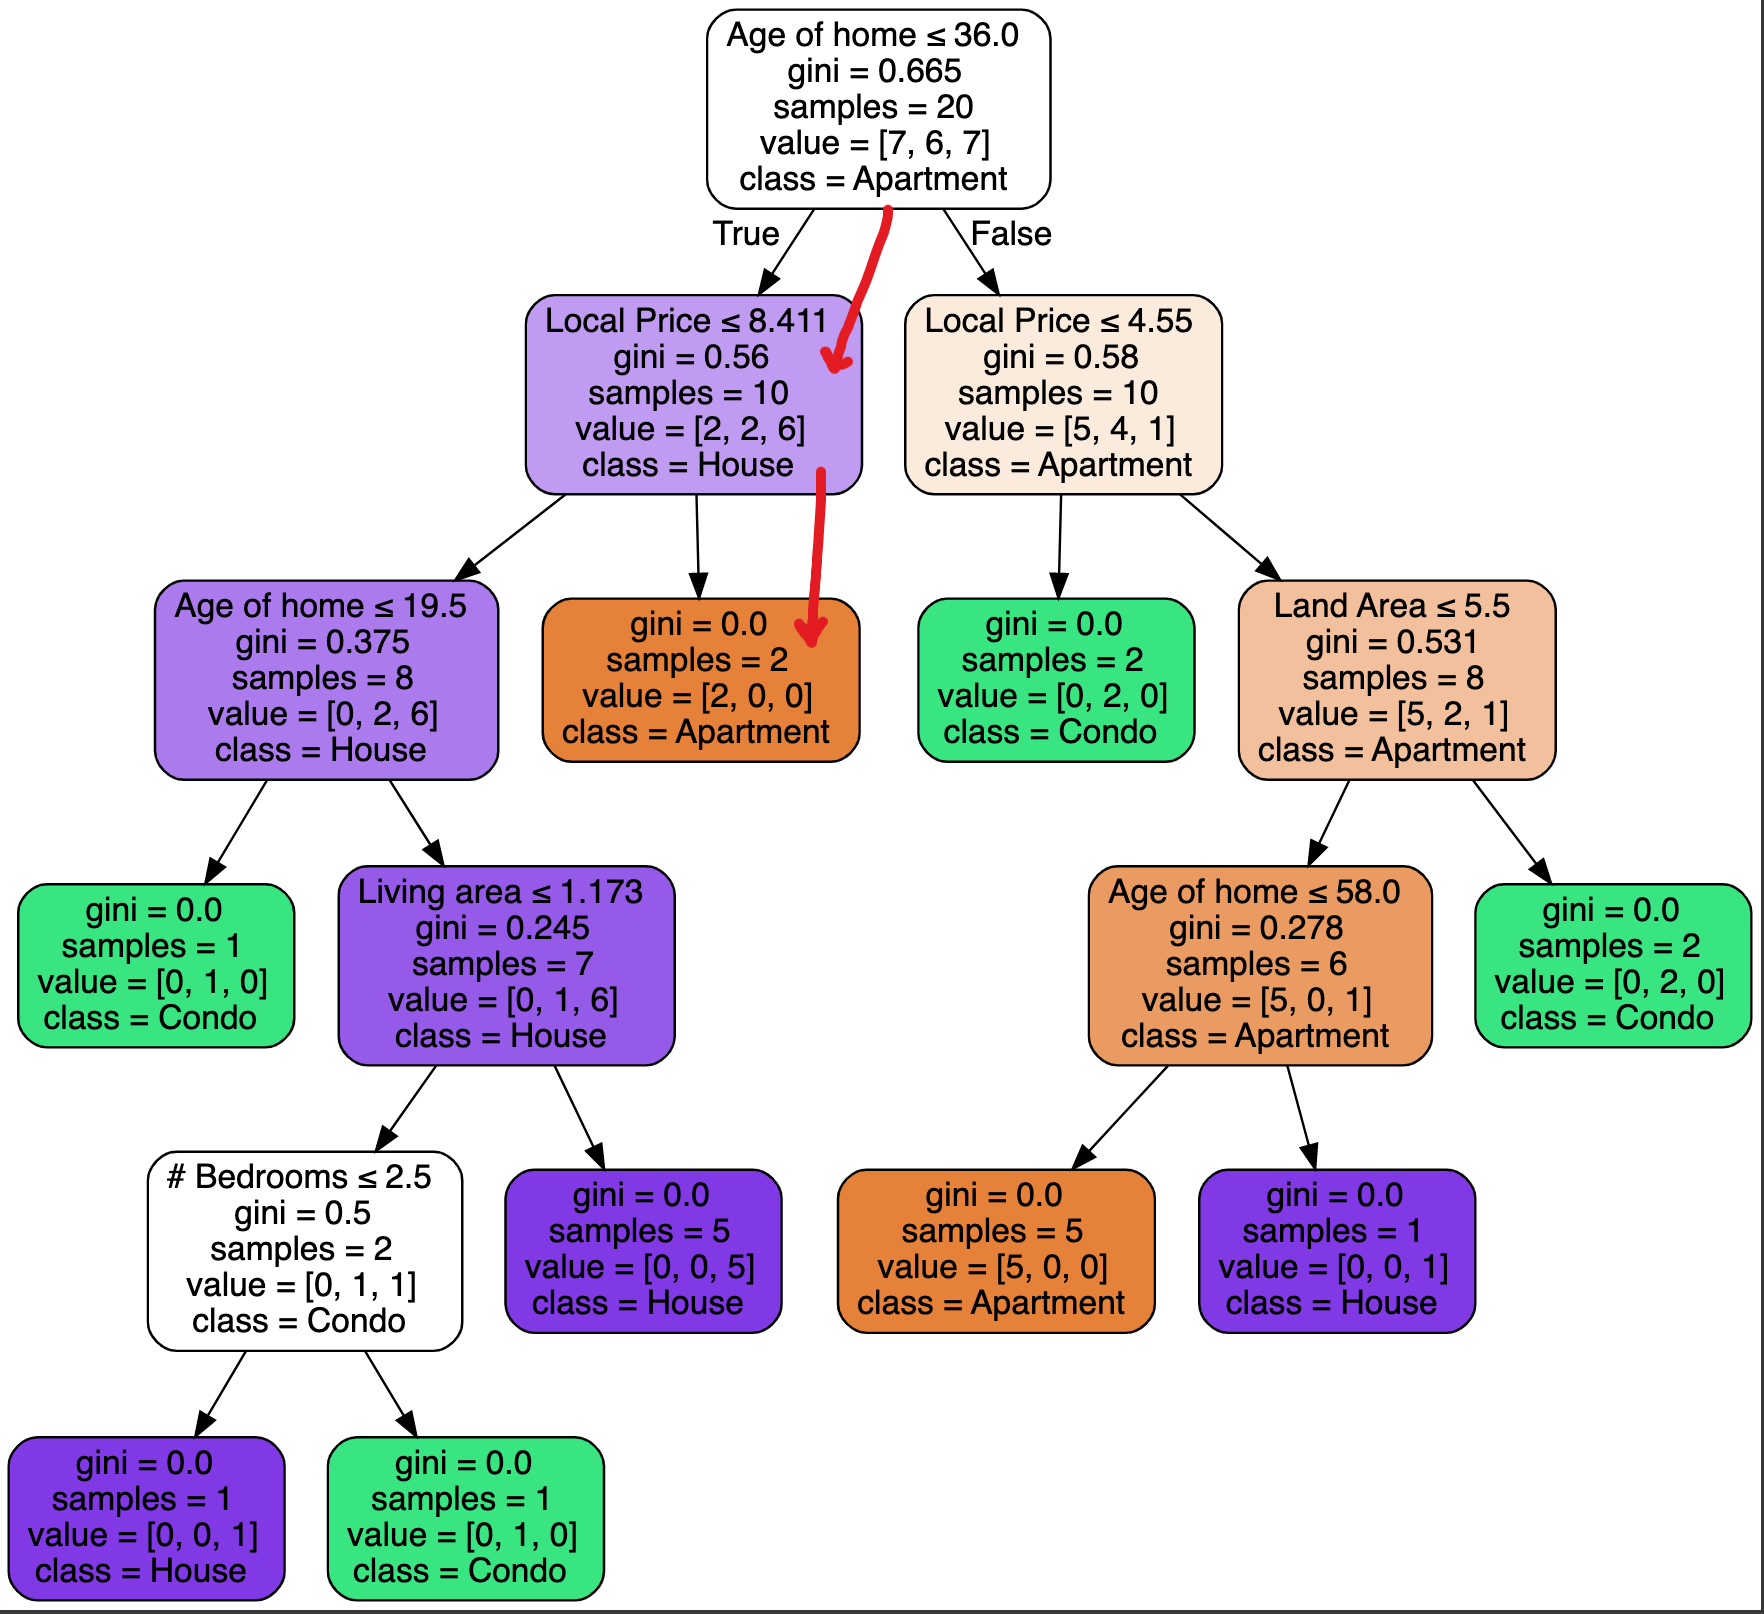 Age of home ≤ 36.0
gini = 0.665
samples = 20
value = [7, 6, 7]
class = Apartment
True
False
Local Price ≤ 8.411
gini = 0.56
samples = 10
value = [2, 2, 6]
class = House
Local Price ≤ 4.55
gini = 0.58
samples = 10
value = [5, 4, 1]
class = Apartment
Age of home ≤ 19.5
gini = 0.375
samples = 8
value = [0, 2, 6]
class = House
gini = 0.0
samples = 2
value = [2, 0, 0]
class = Apartment
gini = 0.0
samples = 2
value = [0, 2, 0]
class = Condo
Land Area ≤ 5.5
gini = 0.531
samples = 8
value = [5, 2, 1]
class = Apartment
gini = 0.0
samples = 1
value = [0, 1, 0]
class = Condo
Living area ≤ 1.173
gini = 0.245
samples = 7
value = [0, 1, 6]
class = House
Age of home ≤ 58.0
gini = 0.278
samples = 6
value = [5, 0, 1]
class = Apartment
gini = 0.0
samples = 2
value = [0, 2, 0]
class = Condo
# Bedrooms ≤ 2.5
gini = 0.5
samples = 2
value = [0, 1, 1]
class = Condo
gini = 0.0
samples = 5
value = [0, 0, 5]
class = House
gini = 0.0
samples = 5
value = [5, 0, 0]
class = Apartment
gini = 0.0
samples = 1
value = [0, 0, 1]
class = House
gini = 0.0
samples = 1
value = [0, 0, 1]
class = House
gini = 0.0
samples = 1
value = [0, 1, 0]
class = Condo